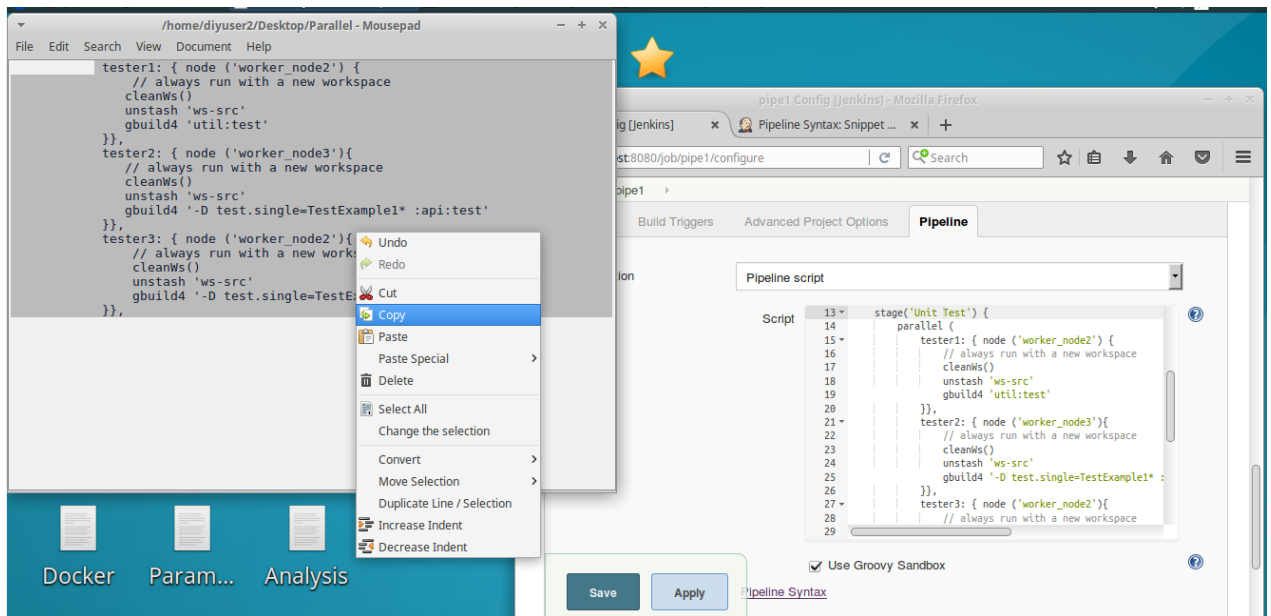 /home/diyuser2/Desktop/Parallel - Mousepad
File Edit Search View Document Help
tester1: { node ('worker_node2') {
// always run with a new workspace
cleanWs()
unstash 'ws-src'
gbuild4 'util:test'
}},
tester2: { node ('worker_node3'){
// always run with a new workspace
cleanWs()
unstash 'ws-src'
gbuild4 '-D test.single=TestExample1* :api:test'
}},
tester3: { node ('worker_node2'){
// always run with a new works
cleanWs()
unstash 'ws-src'
gbuild4 '-D test.single=TestE
}},
Undo
Redo
Cut
Copy
Paste
Paste Special
Delete
Select All
Change the selection
Convert
Move Selection
Duplicate Line / Selection
Increase Indent
Decrease Indent
Docker
Param...
Analysis
pipe1 Config [Jenkins] - Mozilla Firefox
ig [Jenkins]
Pipeline Syntax: Snippet ...
st:8080/job/pipe1/configure
Search
pipe1
Build Triggers
Advanced Project Options
Pipeline
ion
Pipeline script
Script
13 stage('Unit Test') {
14 parallel (
15 tester1: { node ('worker_node2') {
16 // always run with a new workspace
17 cleanWs()
18 unstash 'ws-src'
19 gbuild4 'util:test'
20 }},
21 tester2: { node ('worker_node3'){
22 // always run with a new workspace
23 cleanWs()
24 unstash 'ws-src'
25 gbuild4 '-D test.single=TestExample1* :
26 }},
27 tester3: { node ('worker_node2'){
28 // always run with a new workspace
29
Use Groovy Sandbox
Save
Apply
Pipeline Syntax